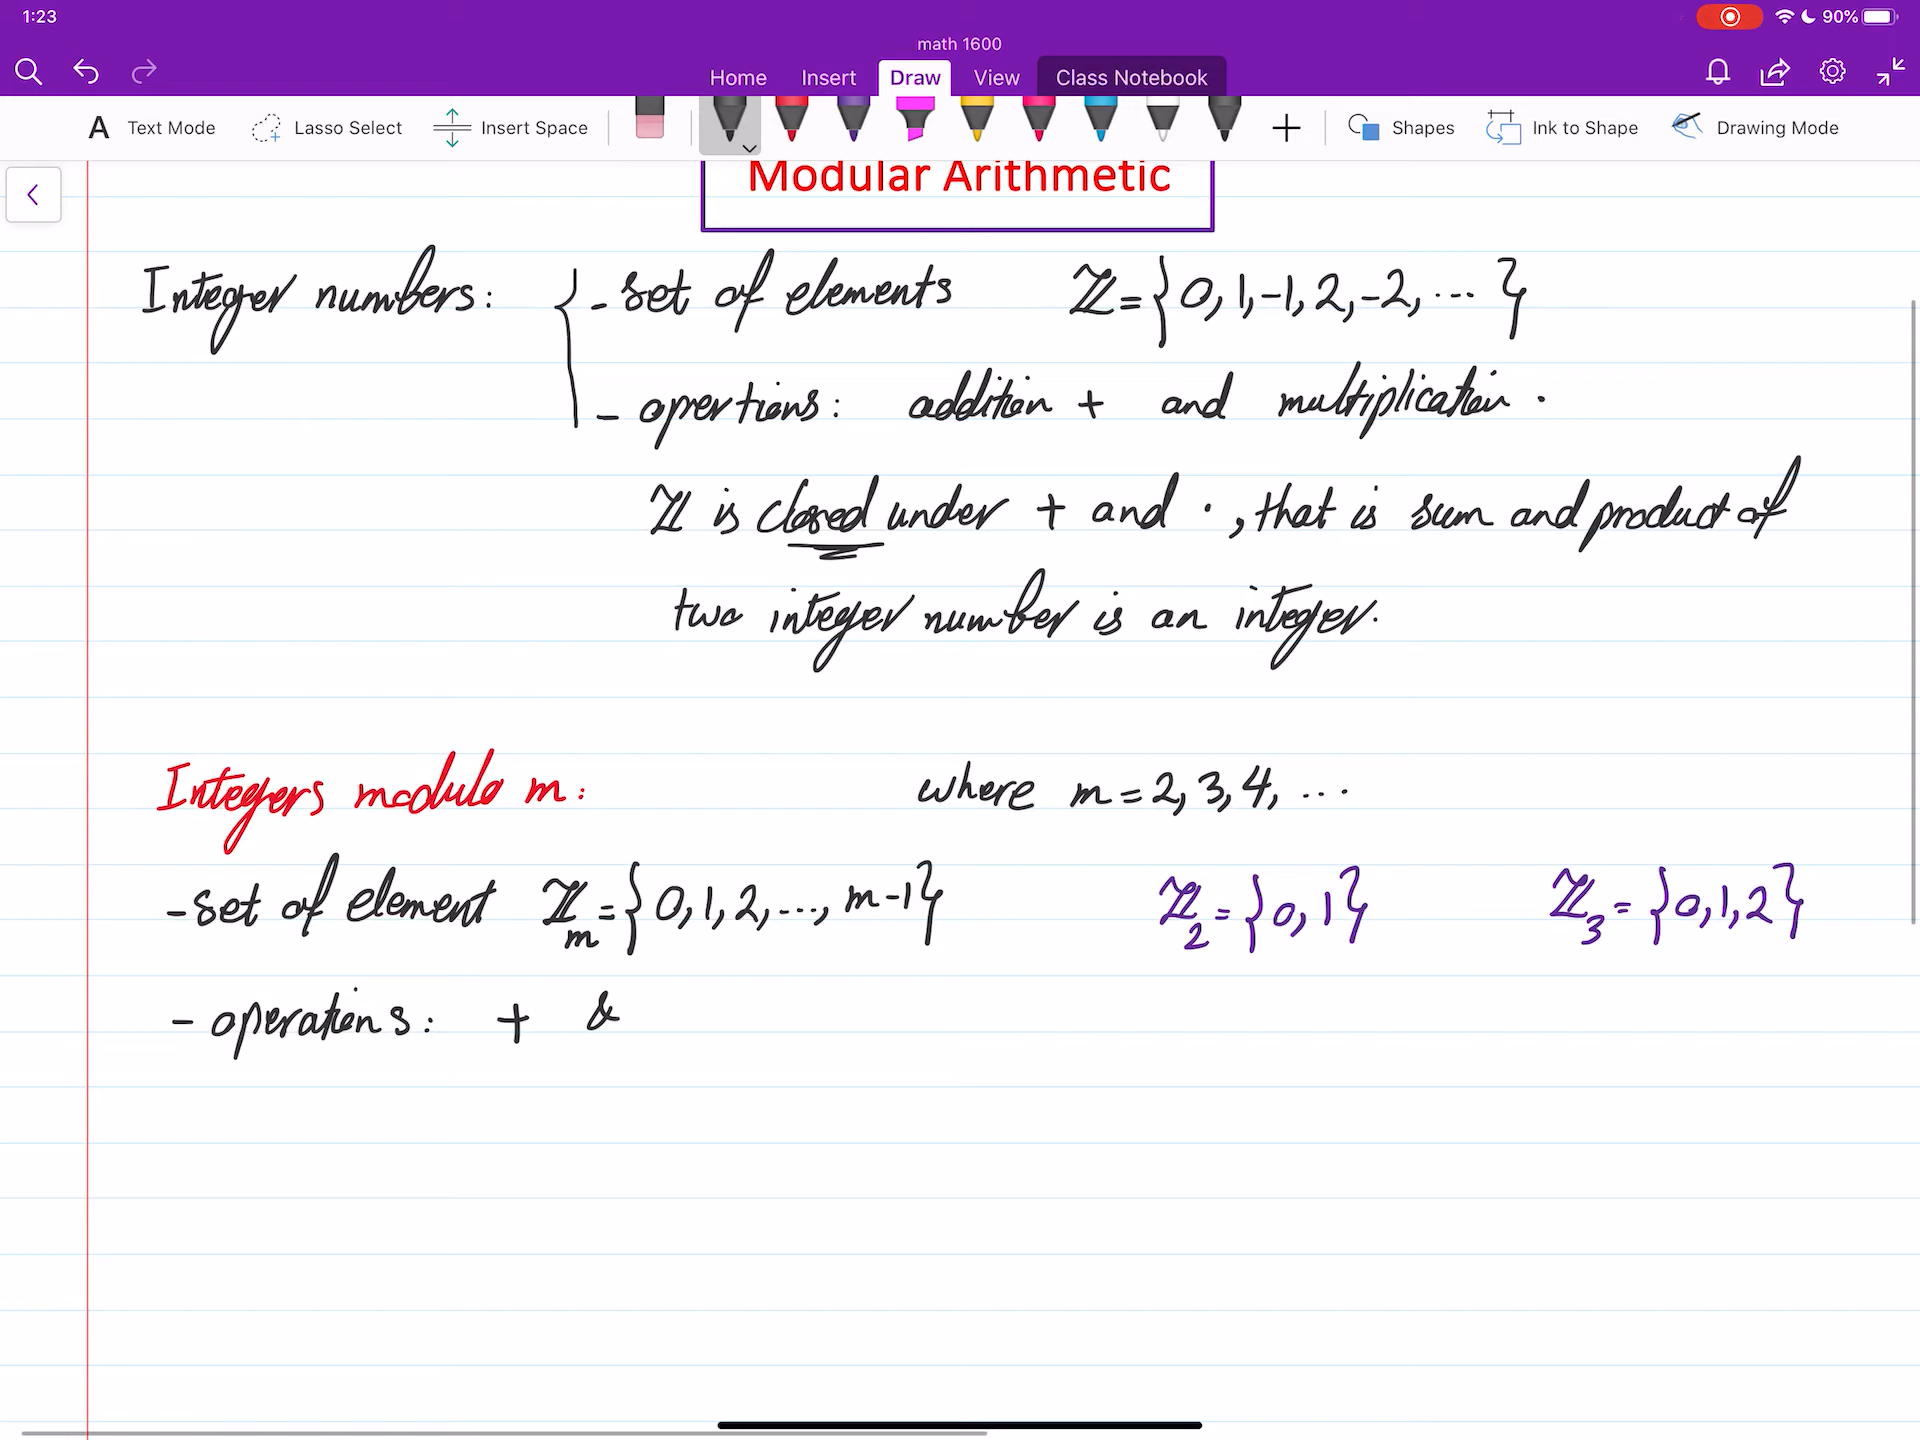 1:23
90%
math 1600
Home Insert Draw View Class Notebook
Text Mode Lasso Select Insert Space Shapes Ink to Shape Drawing Mode
Modular Arithmetic
Integer numbers: { - set of elements ℤ = {0, 1, -1, 2, -2, ... }
- opertions: addition + and multiplication ·
ℤ is closed under + and · , that is sum and product of
two integer number is an integer.
Integers modulo m: where m = 2, 3, 4, ...
- set of element ℤₘ = {0, 1, 2, ..., m-1} ℤ₂ = {0, 1} ℤ₃ = {0, 1, 2}
- operations: + &